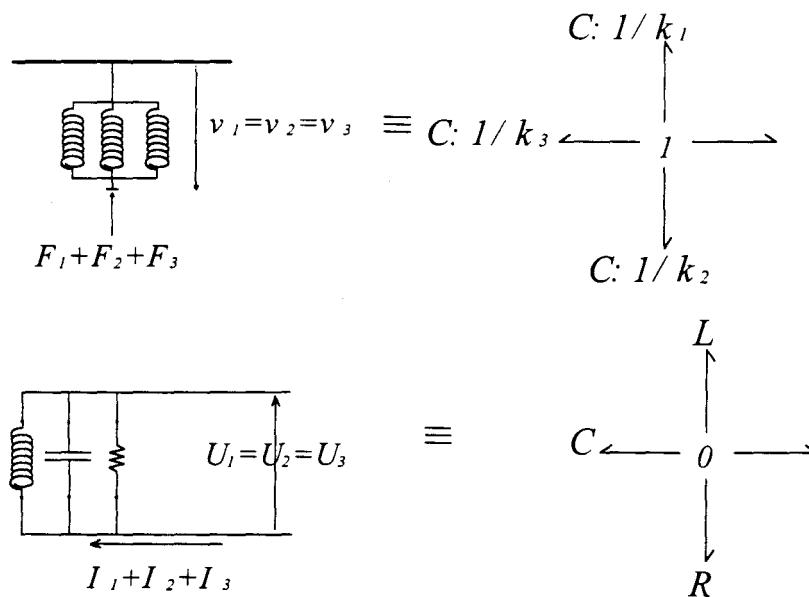 C: 1/k₁
v₁=v₂=v₃ ≡ C: 1/k₃ 1
F₁+F₂+F₃
C: 1/k₂
L
U₁=U₂=U₃ ≡ C 0
I₁+I₂+I₃
R